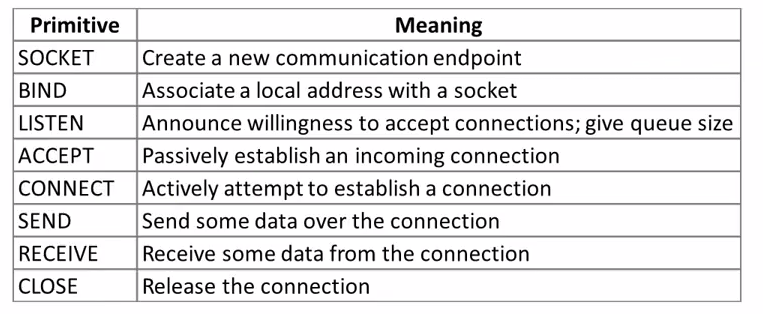 Primitive Meaning
SOCKET Create a new communication endpoint
BIND Associate a local address with a socket
LISTEN Announce willingness to accept connections; give queue size
ACCEPT Passively establish an incoming connection
CONNECT Actively attempt to establish a connection
SEND Send some data over the connection
RECEIVE Receive some data from the connection
CLOSE Release the connection